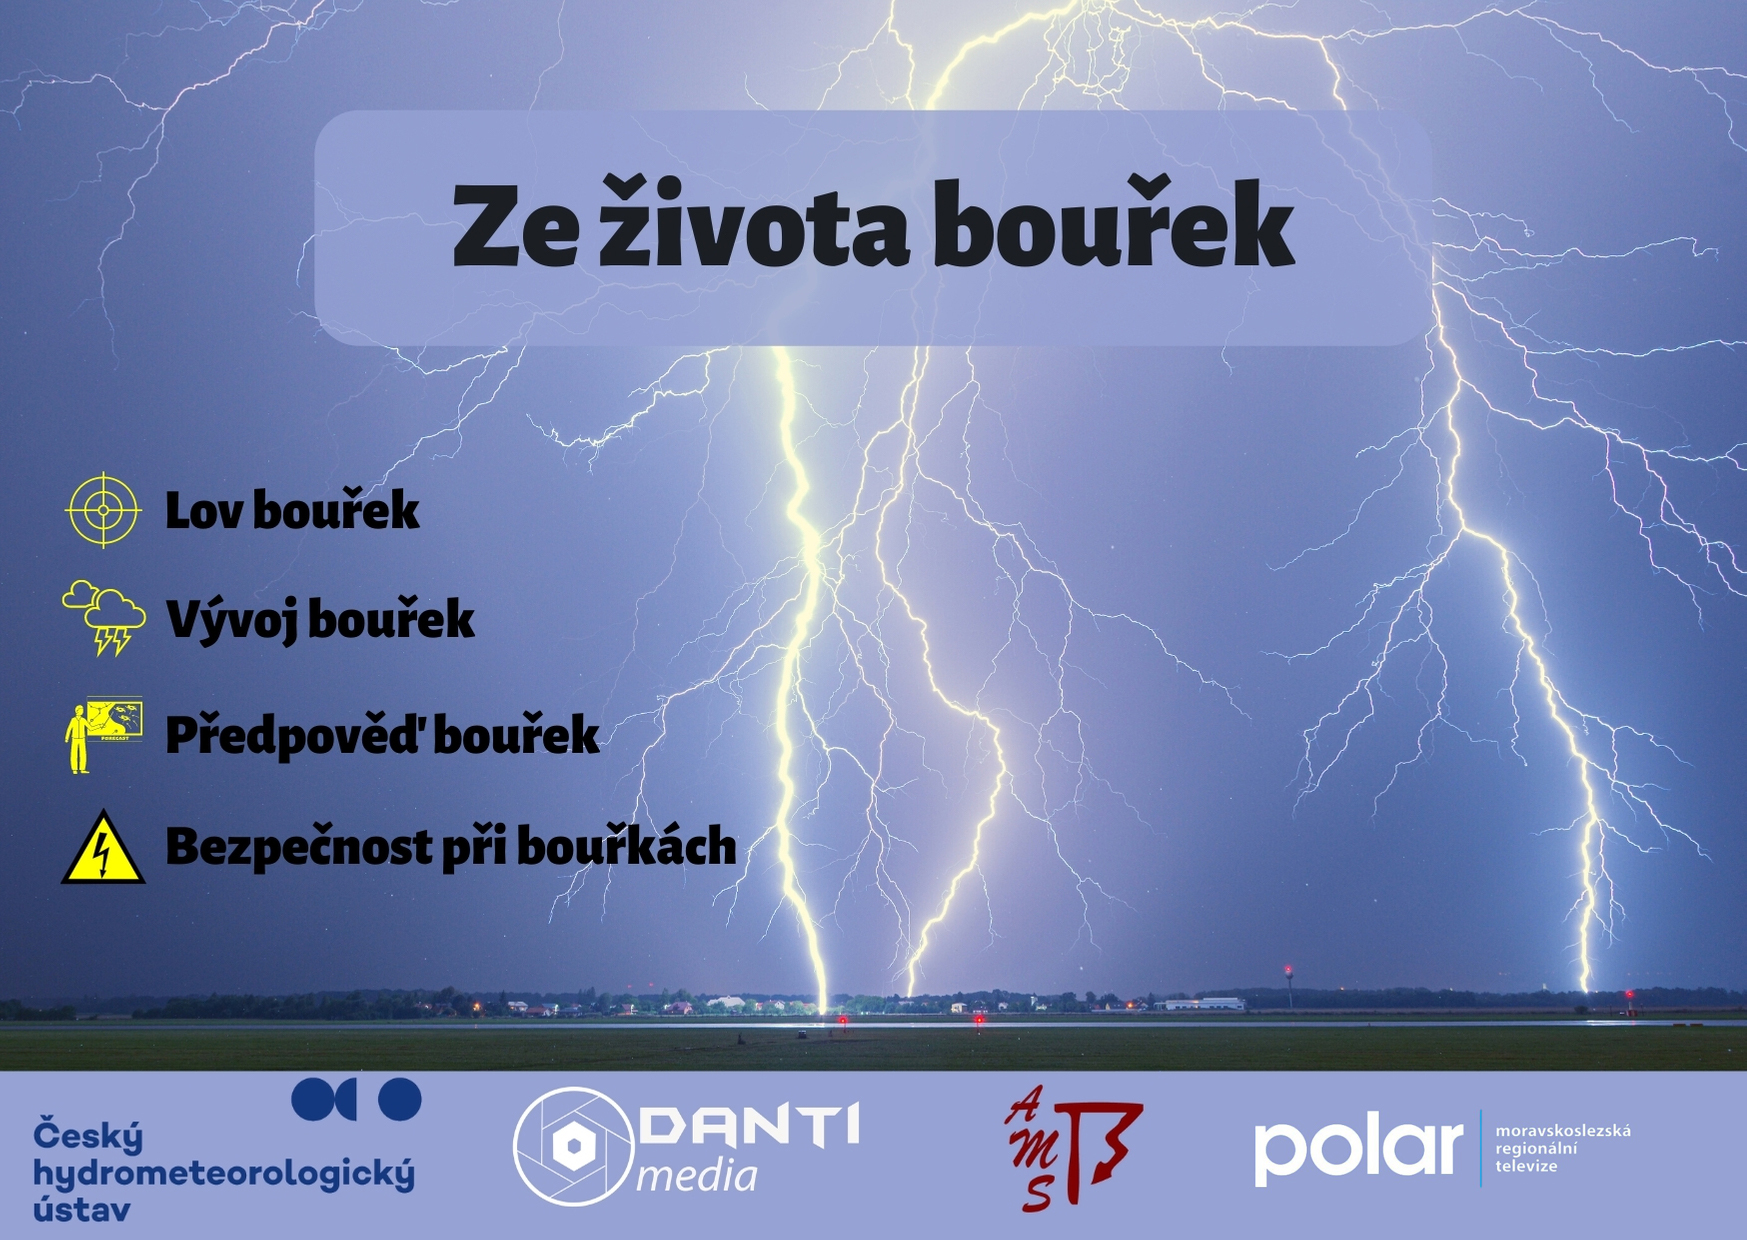 Ze života bouřek
Lov bouřek
Vývoj bouřek
FORECAST
Předpověď bouřek
Bezpečnost při bouřkách
Český
hydrometeorologický
ústav
DANTI
media
AMS
polar
moravskoslezská
regionální
televize